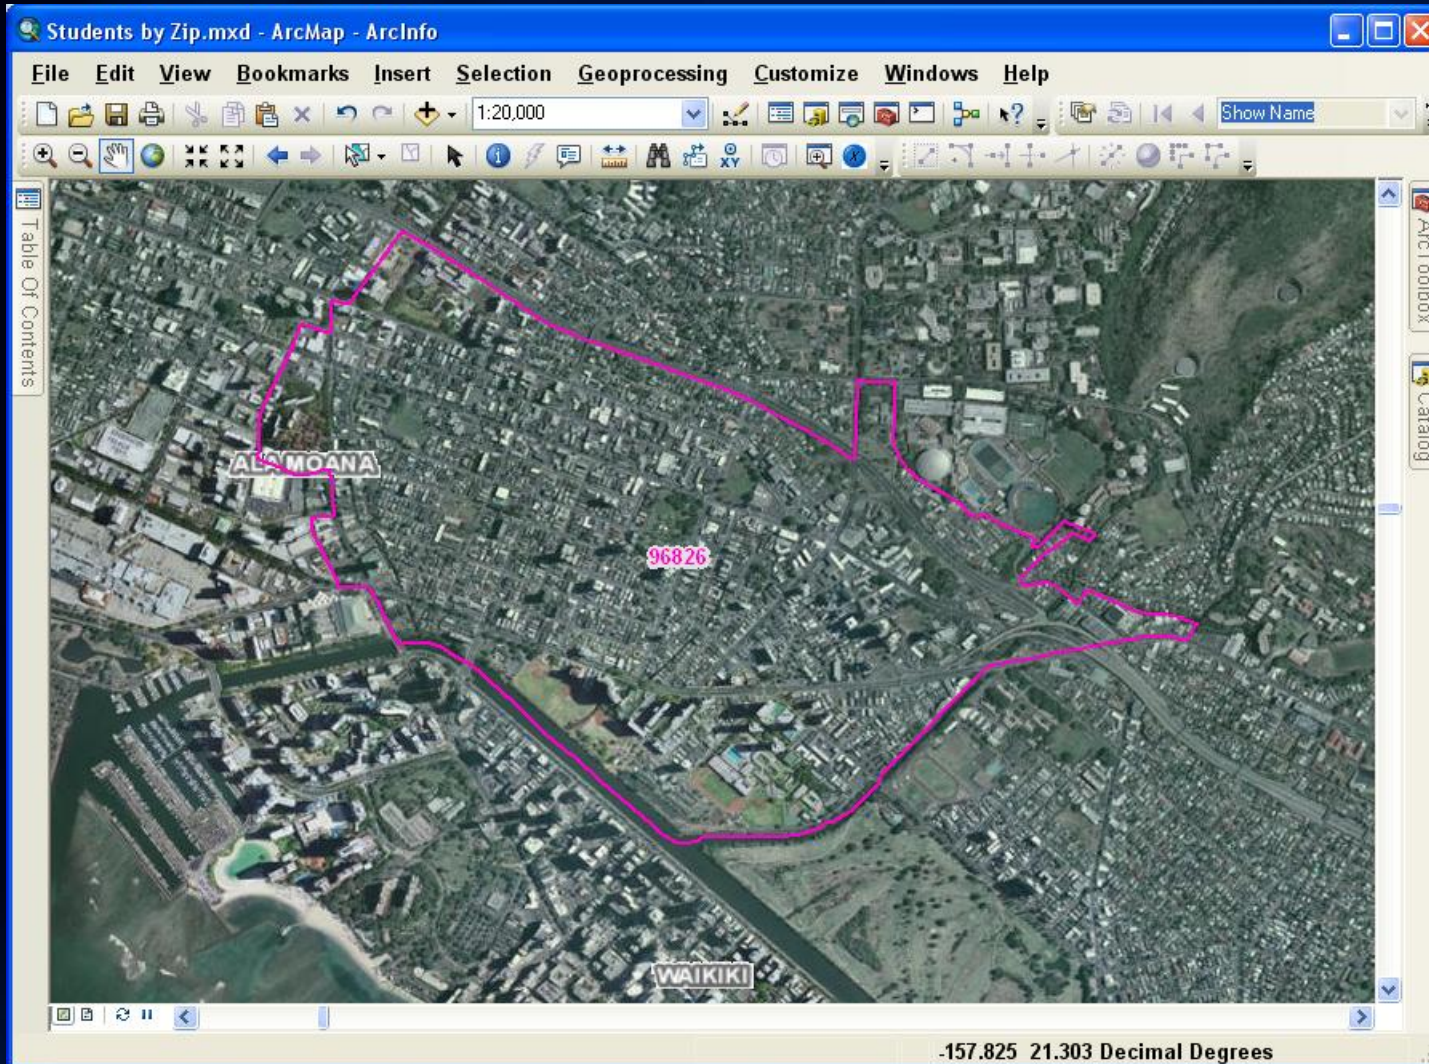 Students by Zip.mxd - ArcMap - ArcInfo
File Edit View Bookmarks Insert Selection Geoprocessing Customize Windows Help
1:20,000
Show Name
XY
Table Of Contents
ArcToolbox
Catalog
ALA MOANA
96826
WAIKIKI
-157.825 21.303 Decimal Degrees